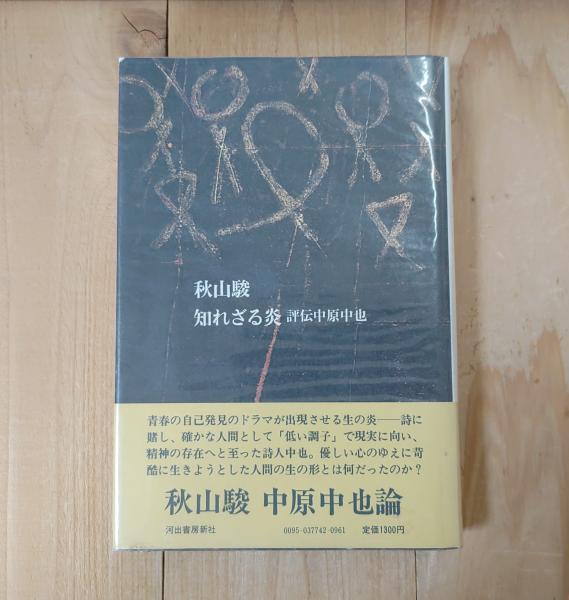 秋山駿
知れざる炎 評伝中原中也
青春の自己発見のドラマが出現させる生の炎――詩に
賭し、確かな人間として「低い調子」で現実に向い、
精神の存在へと至った詩人中也。優しい心のゆえに苛
酷に生きようとした人間の生の形とは何だったのか?
秋山駿 中原中也論
河出書房新社 0095-037742-0961 定価1300円